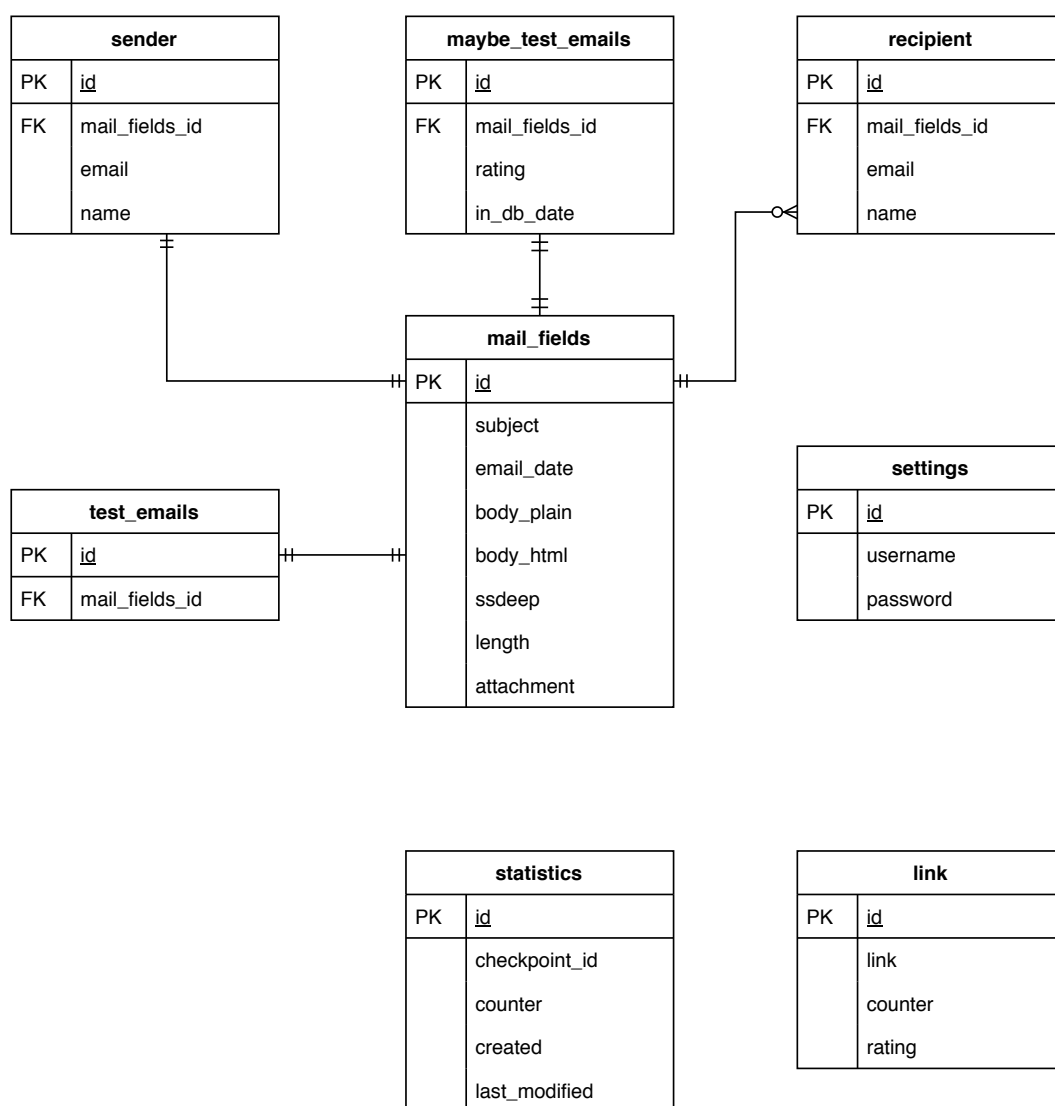 sender
PK id
FK mail_fields_id
email
name
maybe_test_emails
PK id
FK mail_fields_id
rating
in_db_date
recipient
PK id
FK mail_fields_id
email
name
mail_fields
PK id
subject
email_date
body_plain
body_html
ssdeep
length
attachment
test_emails
PK id
FK mail_fields_id
settings
PK id
username
password
statistics
PK id
checkpoint_id
counter
created
last_modified
link
PK id
link
counter
rating